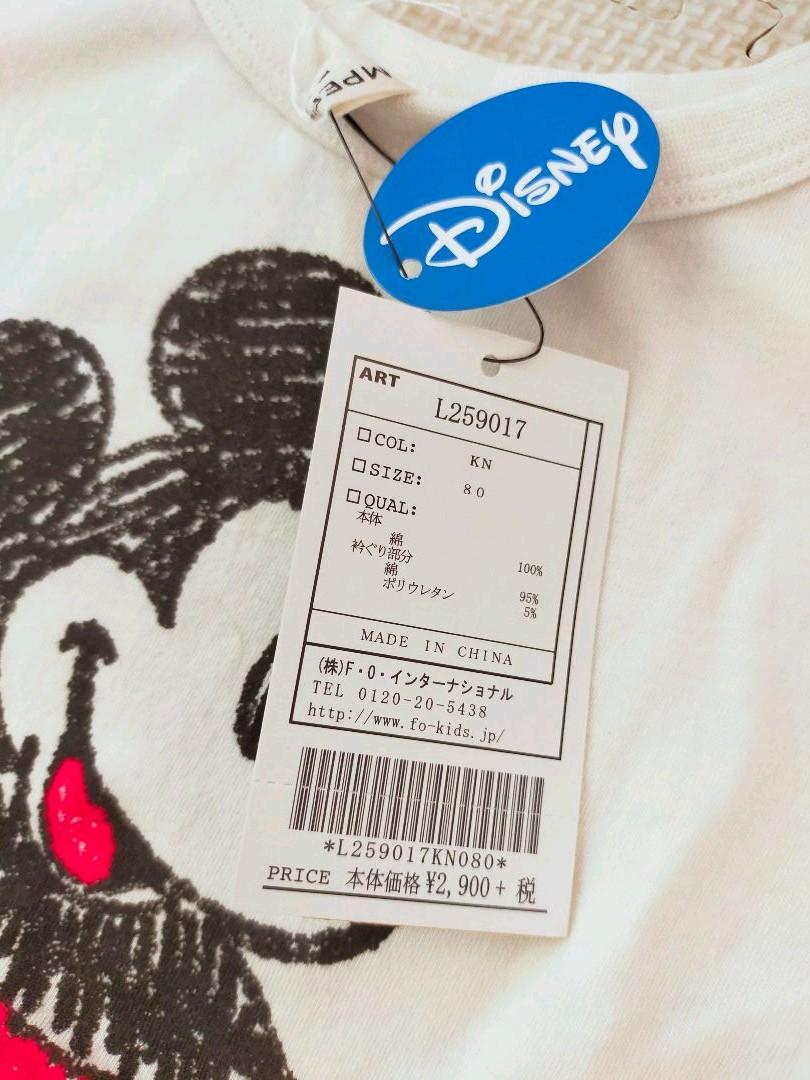 MPE
Disney
ART
L259017
□COL:
KN
□SIZE:
80
□QUAL:
本体
綿 100%
衿ぐり部分
綿 95%
ポリウレタン 5%
MADE IN CHINA
(株)F・O・インターナショナル
TEL 0120-20-5438
http://www.fo-kids.jp/
*L259017KN080*
PRICE 本体価格 ¥2,900+ 税